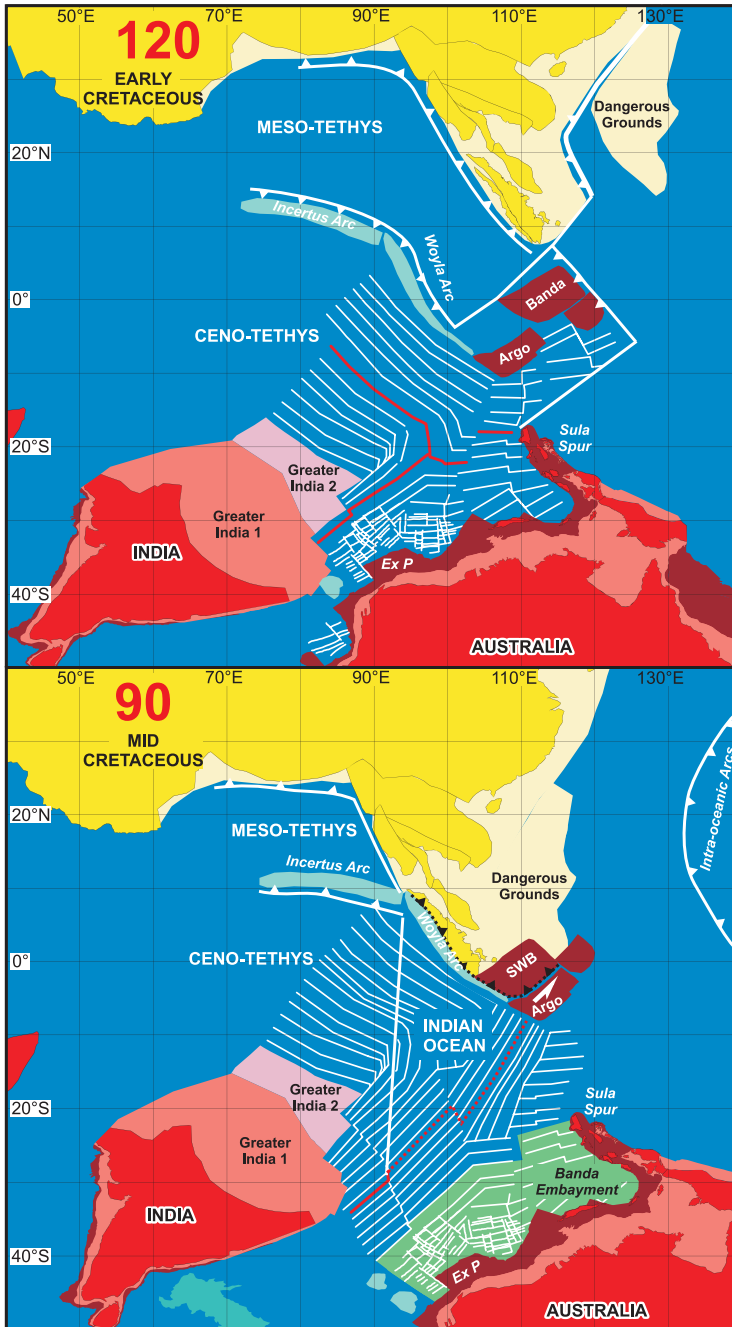 50°E 70°E 90°E 110°E 130°E
120
EARLY
CRETACEOUS
Dangerous
Grounds
MESO-TETHYS
20°N
Incertus Arc
Woyla Arc
Banda
0°
CENO-TETHYS
Argo
Sula
Spur
20°S
Greater
India 2
Greater
India 1
INDIA
Ex P
40°S
AUSTRALIA
50°E 70°E 90°E 110°E 130°E
90
MID
CRETACEOUS
20°N
MESO-TETHYS
Intra-oceanic Arcs
Incertus Arc
Dangerous
Grounds
Woyla Arc
CENO-TETHYS
0°
SWB
Argo
INDIAN
OCEAN
Greater
India 2
Sula
Spur
20°S
Greater
India 1
Banda
Embayment
INDIA
Ex P
40°S
AUSTRALIA